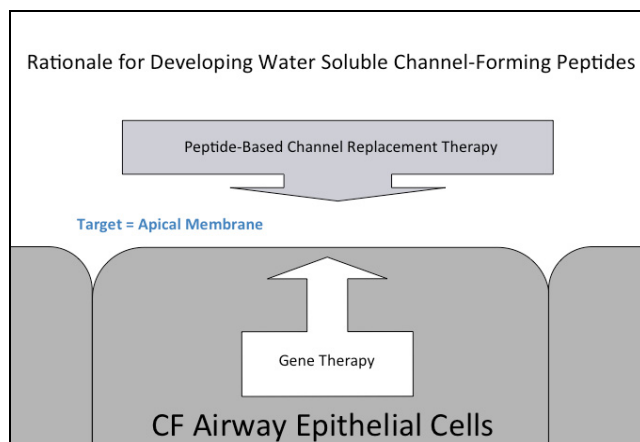 Rationale for Developing Water Soluble Channel-Forming Peptides
Peptide-Based Channel Replacement Therapy
Target = Apical Membrane
Gene Therapy
CF Airway Epithelial Cells